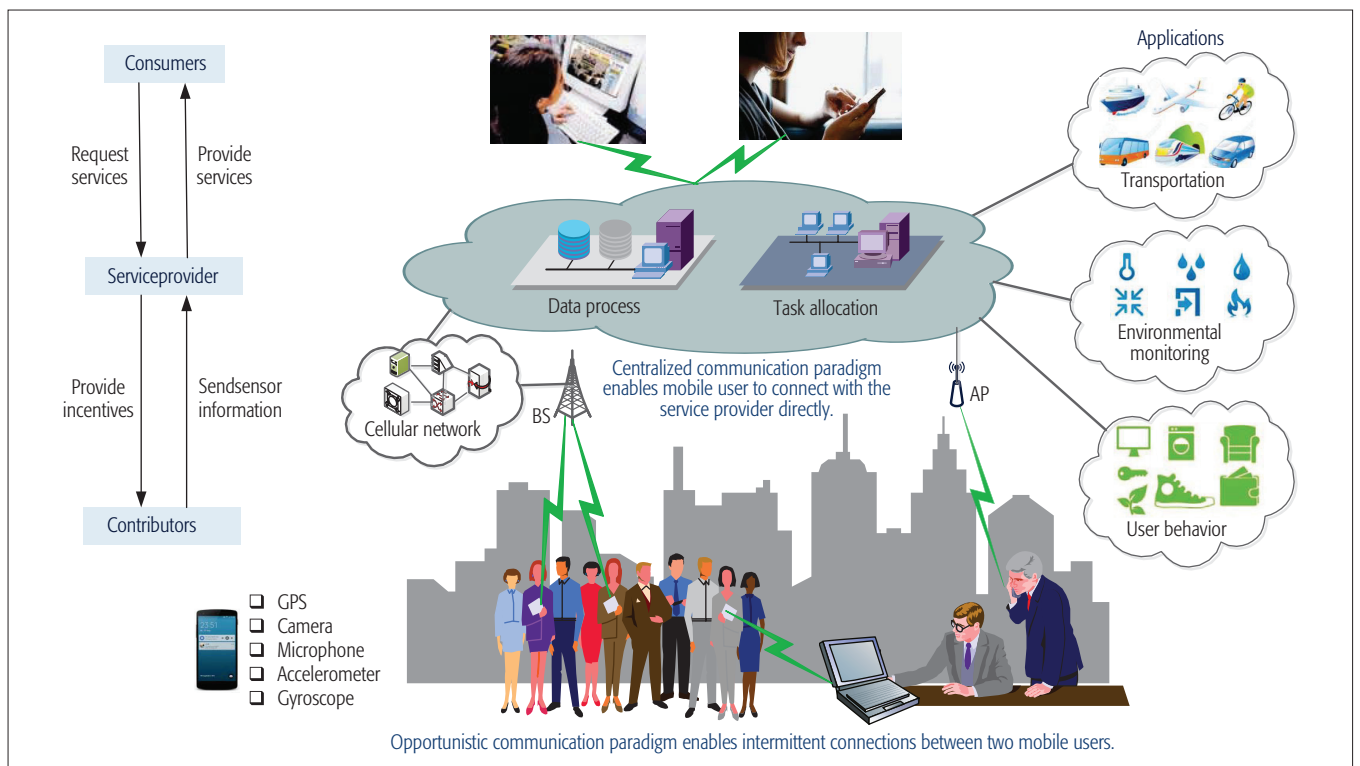 Consumers
Request
services
Provide
services
Serviceprovider
Provide
incentives
Sendsensor
information
Contributors
GPS
Camera
Microphone
Accelerometer
Gyroscope
23:51
Data process
Task allocation
Cellular network
BS
Centralized communication paradigm
enables mobile user to connect with the
service provider directly.
AP
Applications
Transportation
Environmental
monitoring
User behavior
Opportunistic communication paradigm enables intermittent connections between two mobile users.